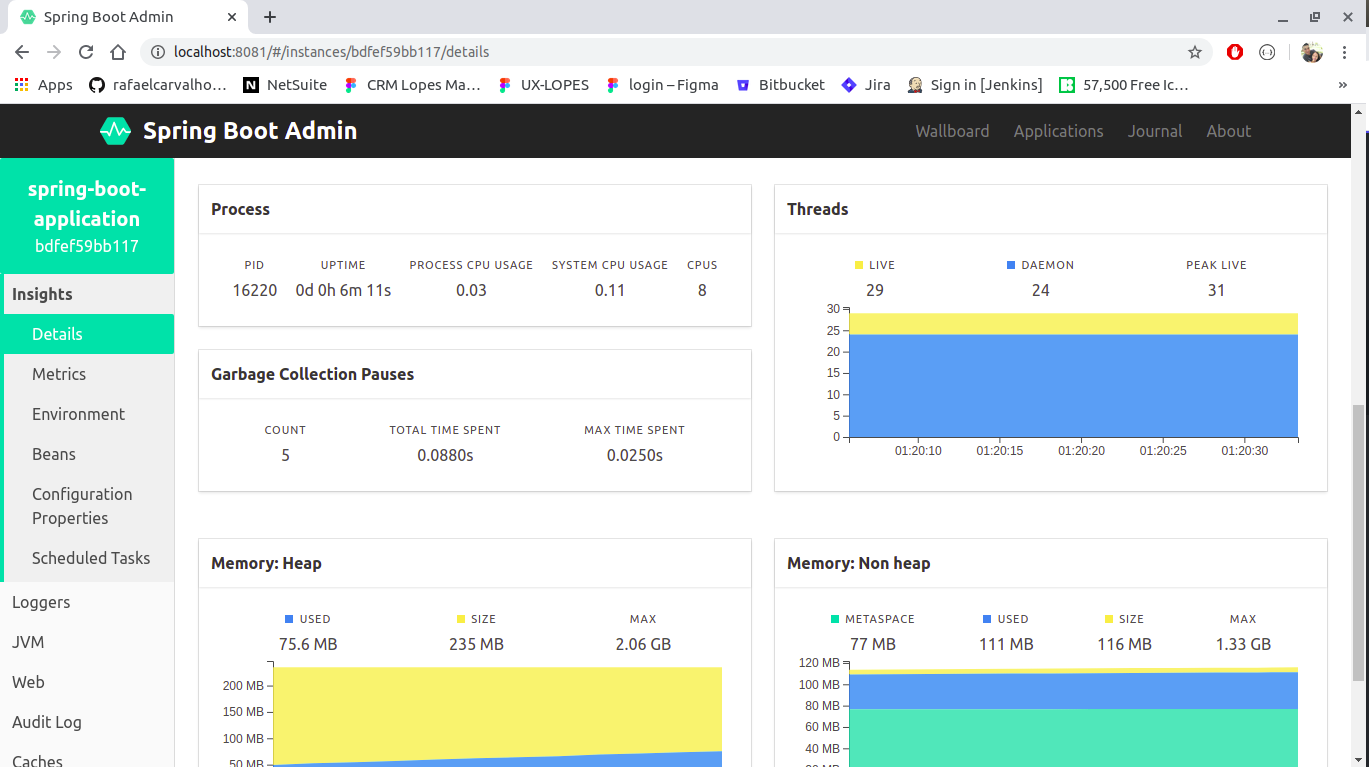 Spring Boot Admin
localhost:8081/#/instances/bdfef59bb117/details
Apps
rafaelcarvalho…
NetSuite
CRM Lopes Ma…
UX-LOPES
login – Figma
Bitbucket
Jira
Sign in [Jenkins]
57,500 Free Ic…
»
Spring Boot Admin
Wallboard
Applications
Journal
About
spring-boot-
application
bdfef59bb117
Insights
Details
Metrics
Environment
Beans
Configuration
Properties
Scheduled Tasks
Loggers
JVM
Web
Audit Log
Caches
Process
PID UPTIME PROCESS CPU USAGE SYSTEM CPU USAGE CPUS
16220 0d 0h 6m 11s 0.03 0.11 8
Garbage Collection Pauses
COUNT TOTAL TIME SPENT MAX TIME SPENT
5 0.0880s 0.0250s
Threads
LIVE DAEMON PEAK LIVE
29 24 31
30
25
20
15
10
5
0
01:20:10 01:20:15 01:20:20 01:20:25 01:20:30
Memory: Heap
USED SIZE MAX
75.6 MB 235 MB 2.06 GB
200 MB
150 MB
100 MB
50 MB
Memory: Non heap
METASPACE USED SIZE MAX
77 MB 111 MB 116 MB 1.33 GB
120 MB
100 MB
80 MB
60 MB
40 MB